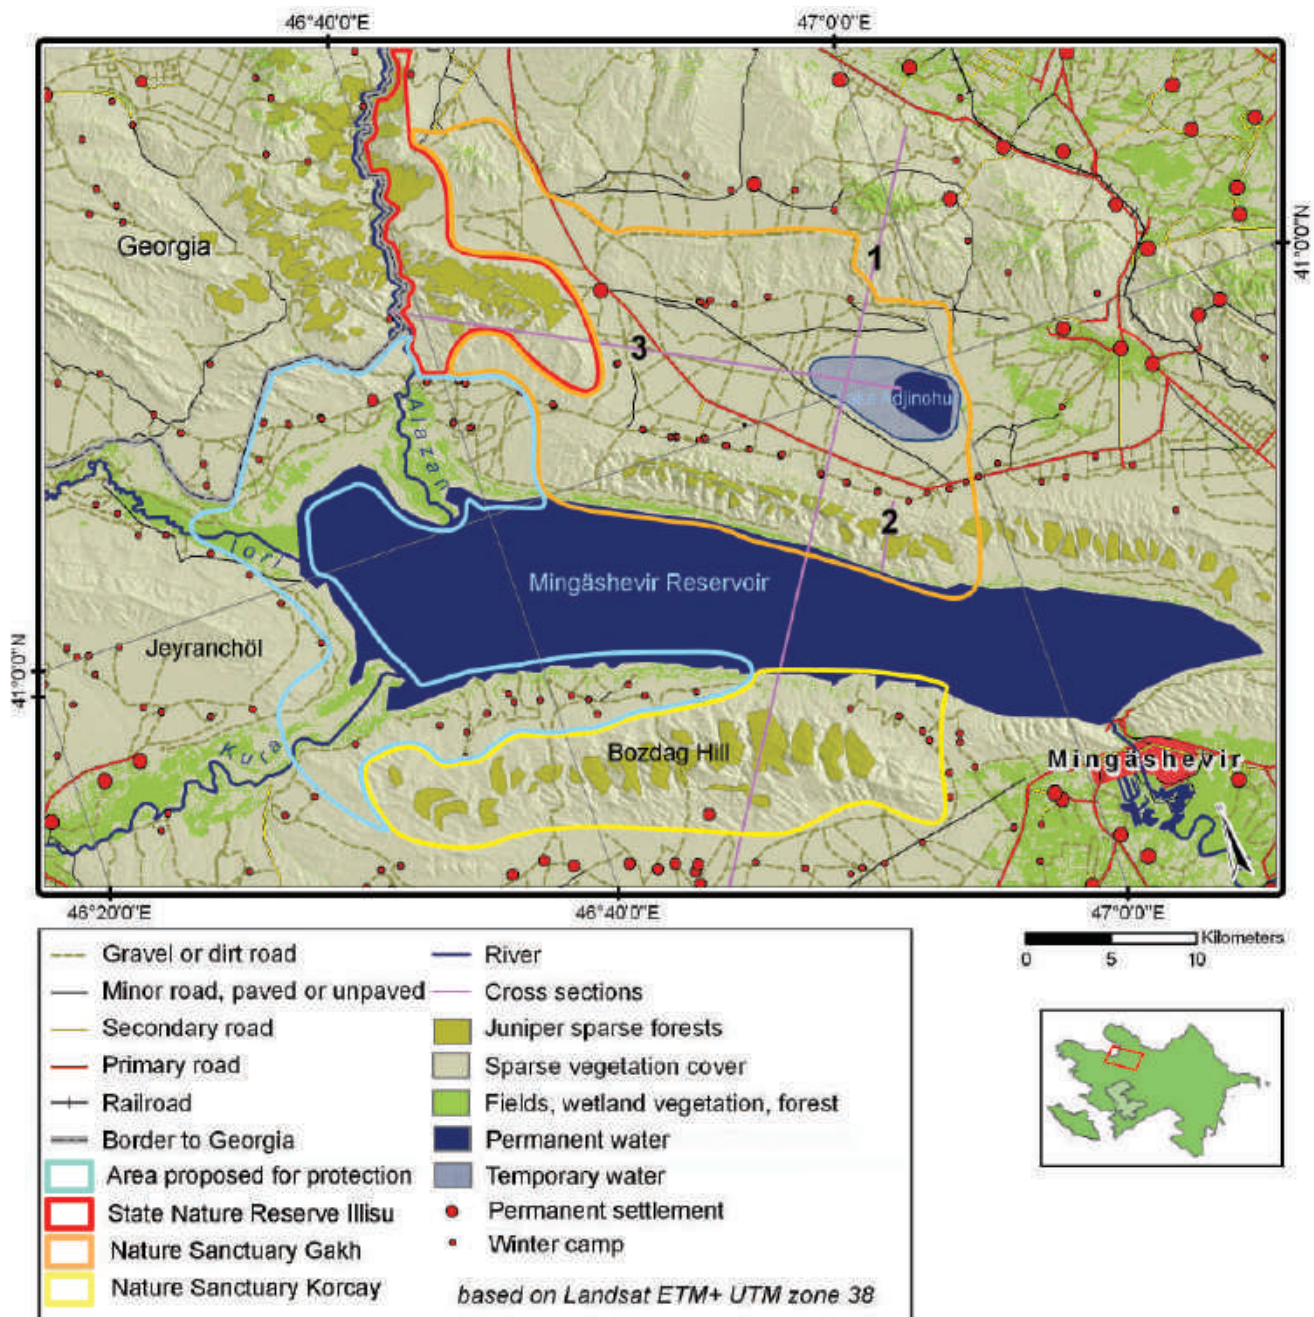 46°40'0"E
47°0'0"E
41°0'0"N
Georgia
1
3
Lake Adjinohu
Alazan
2
Iori
Mingäshevir Reservoir
Jeyranchöl
41°0'0"N
Kura
Bozdag Hill
Mingäshevir
46°20'0"E
46°40'0"E
47°0'0"E
Gravel or dirt road
Minor road, paved or unpaved
Secondary road
Primary road
Railroad
Border to Georgia
Area proposed for protection
State Nature Reserve Illisu
Nature Sanctuary Gakh
Nature Sanctuary Korcay
River
Cross sections
Juniper sparse forests
Sparse vegetation cover
Fields, wetland vegetation, forest
Permanent water
Temporary water
Permanent settlement
Winter camp
based on Landsat ETM+ UTM zone 38
Kilometers
0 5 10